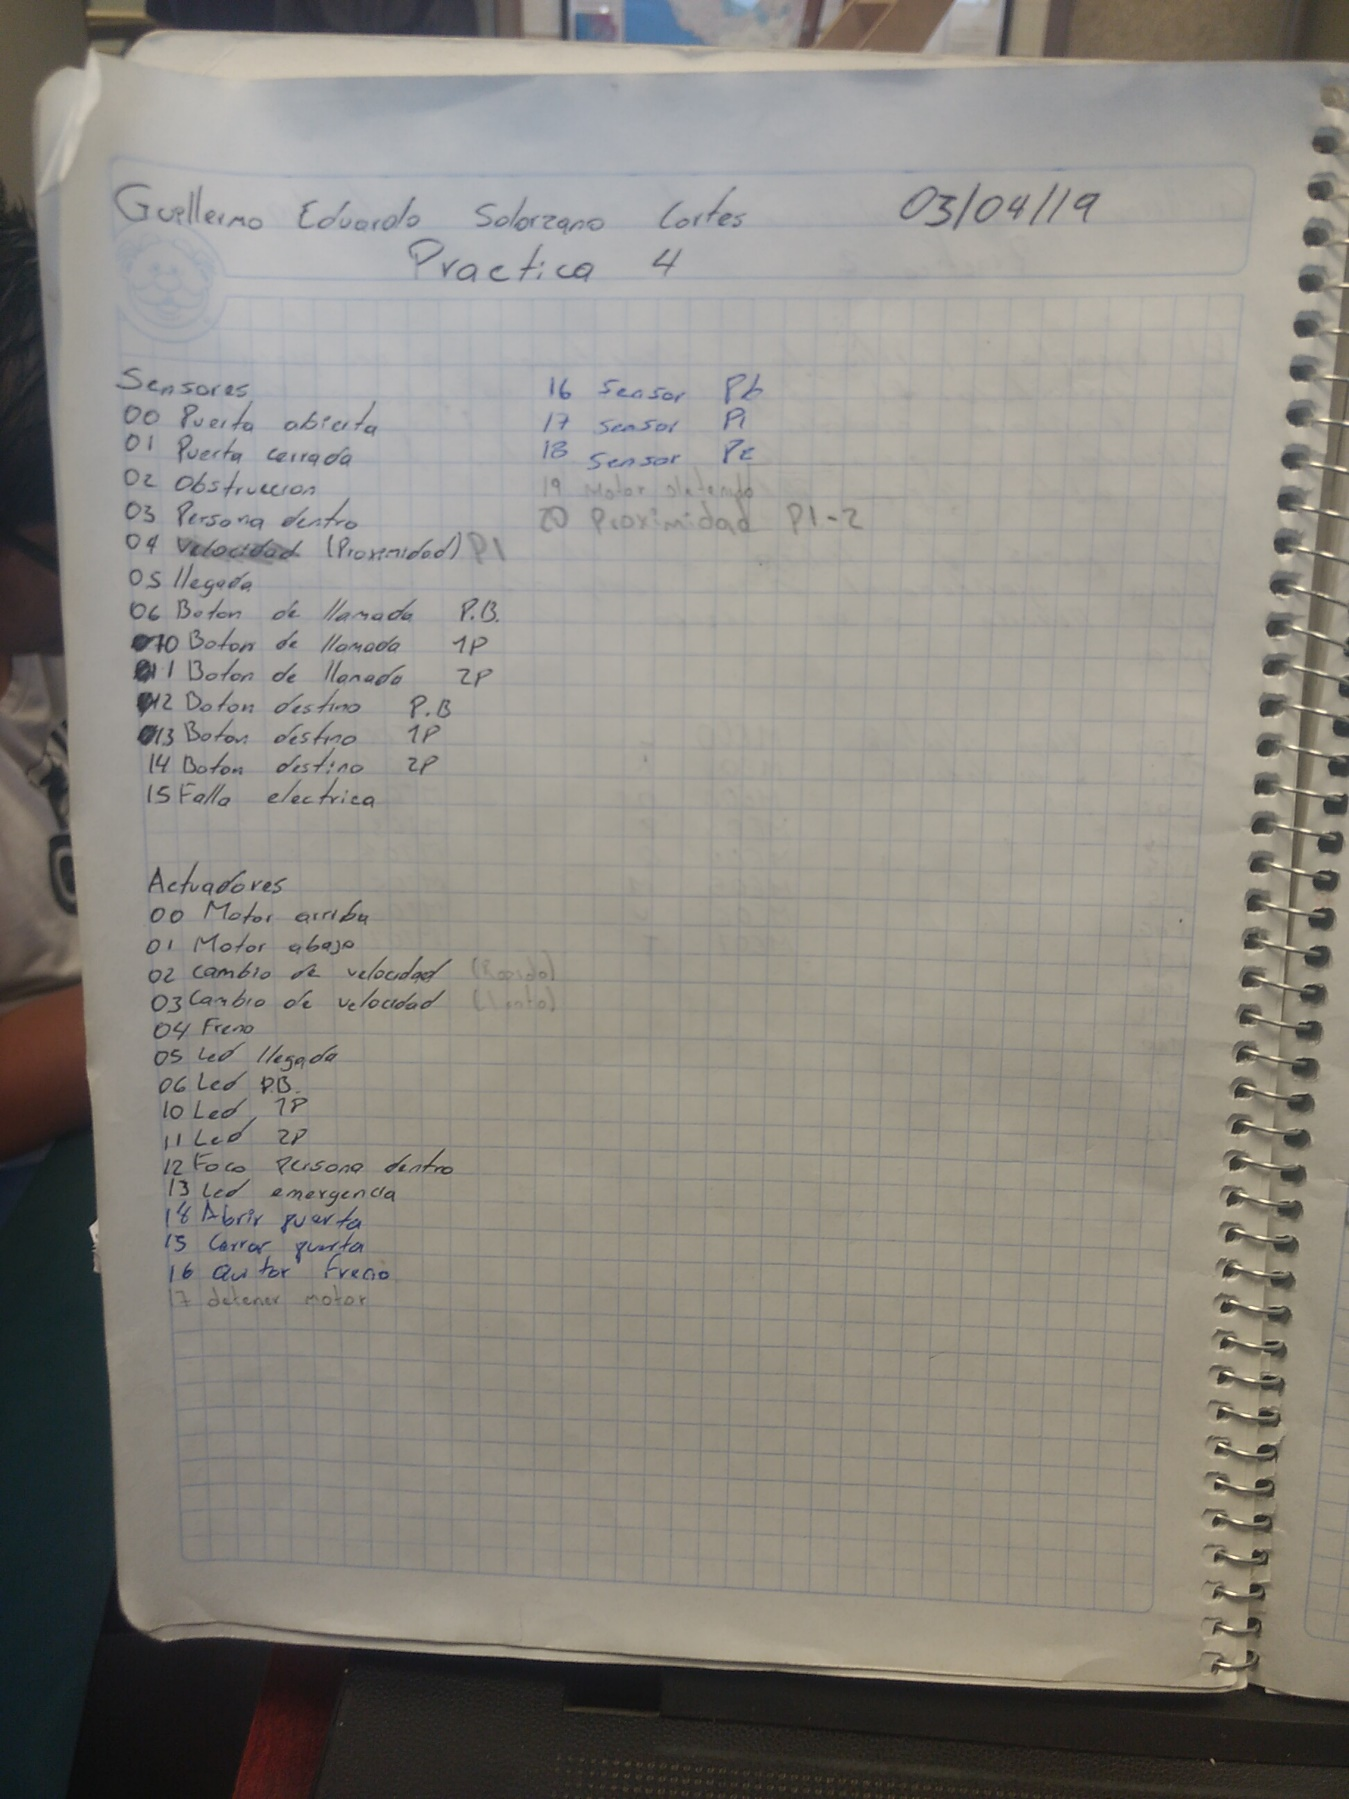 Guellermo Eduardo Solorzano Cortes 03/04/19
Practica 4
Sensores
00 Puerta abierta
01 Puerta cerrada
02 Obstruccion
03 Persona dentro
04 Velocidad (Proximidad) P1
05 llegada
06 Boton de llamada P.B.
10 Boton de llamada 1P
11 Boton de llamada 2P
12 Boton destino P.B
13 Boton destino 1P
14 Boton destino 2P
15 Falla electrica
16 Sensor Pb
17 Sensor P1
18 Sensor P2
19 Motor detenido
20 Proximidad P1-2
Actuadores
00 Motor arriba
01 Motor abajo
02 Cambio de velocidad (Rapido)
03 Cambio de velocidad (Lento)
04 Freno
05 Led llegada
06 Led P.B.
10 Led 1P
11 Led 2P
12 Foco Persona dentro
13 Led emergencia
14 Abrir puerta
15 Cerrar puerta
16 Quitar Freno
17 detener motor